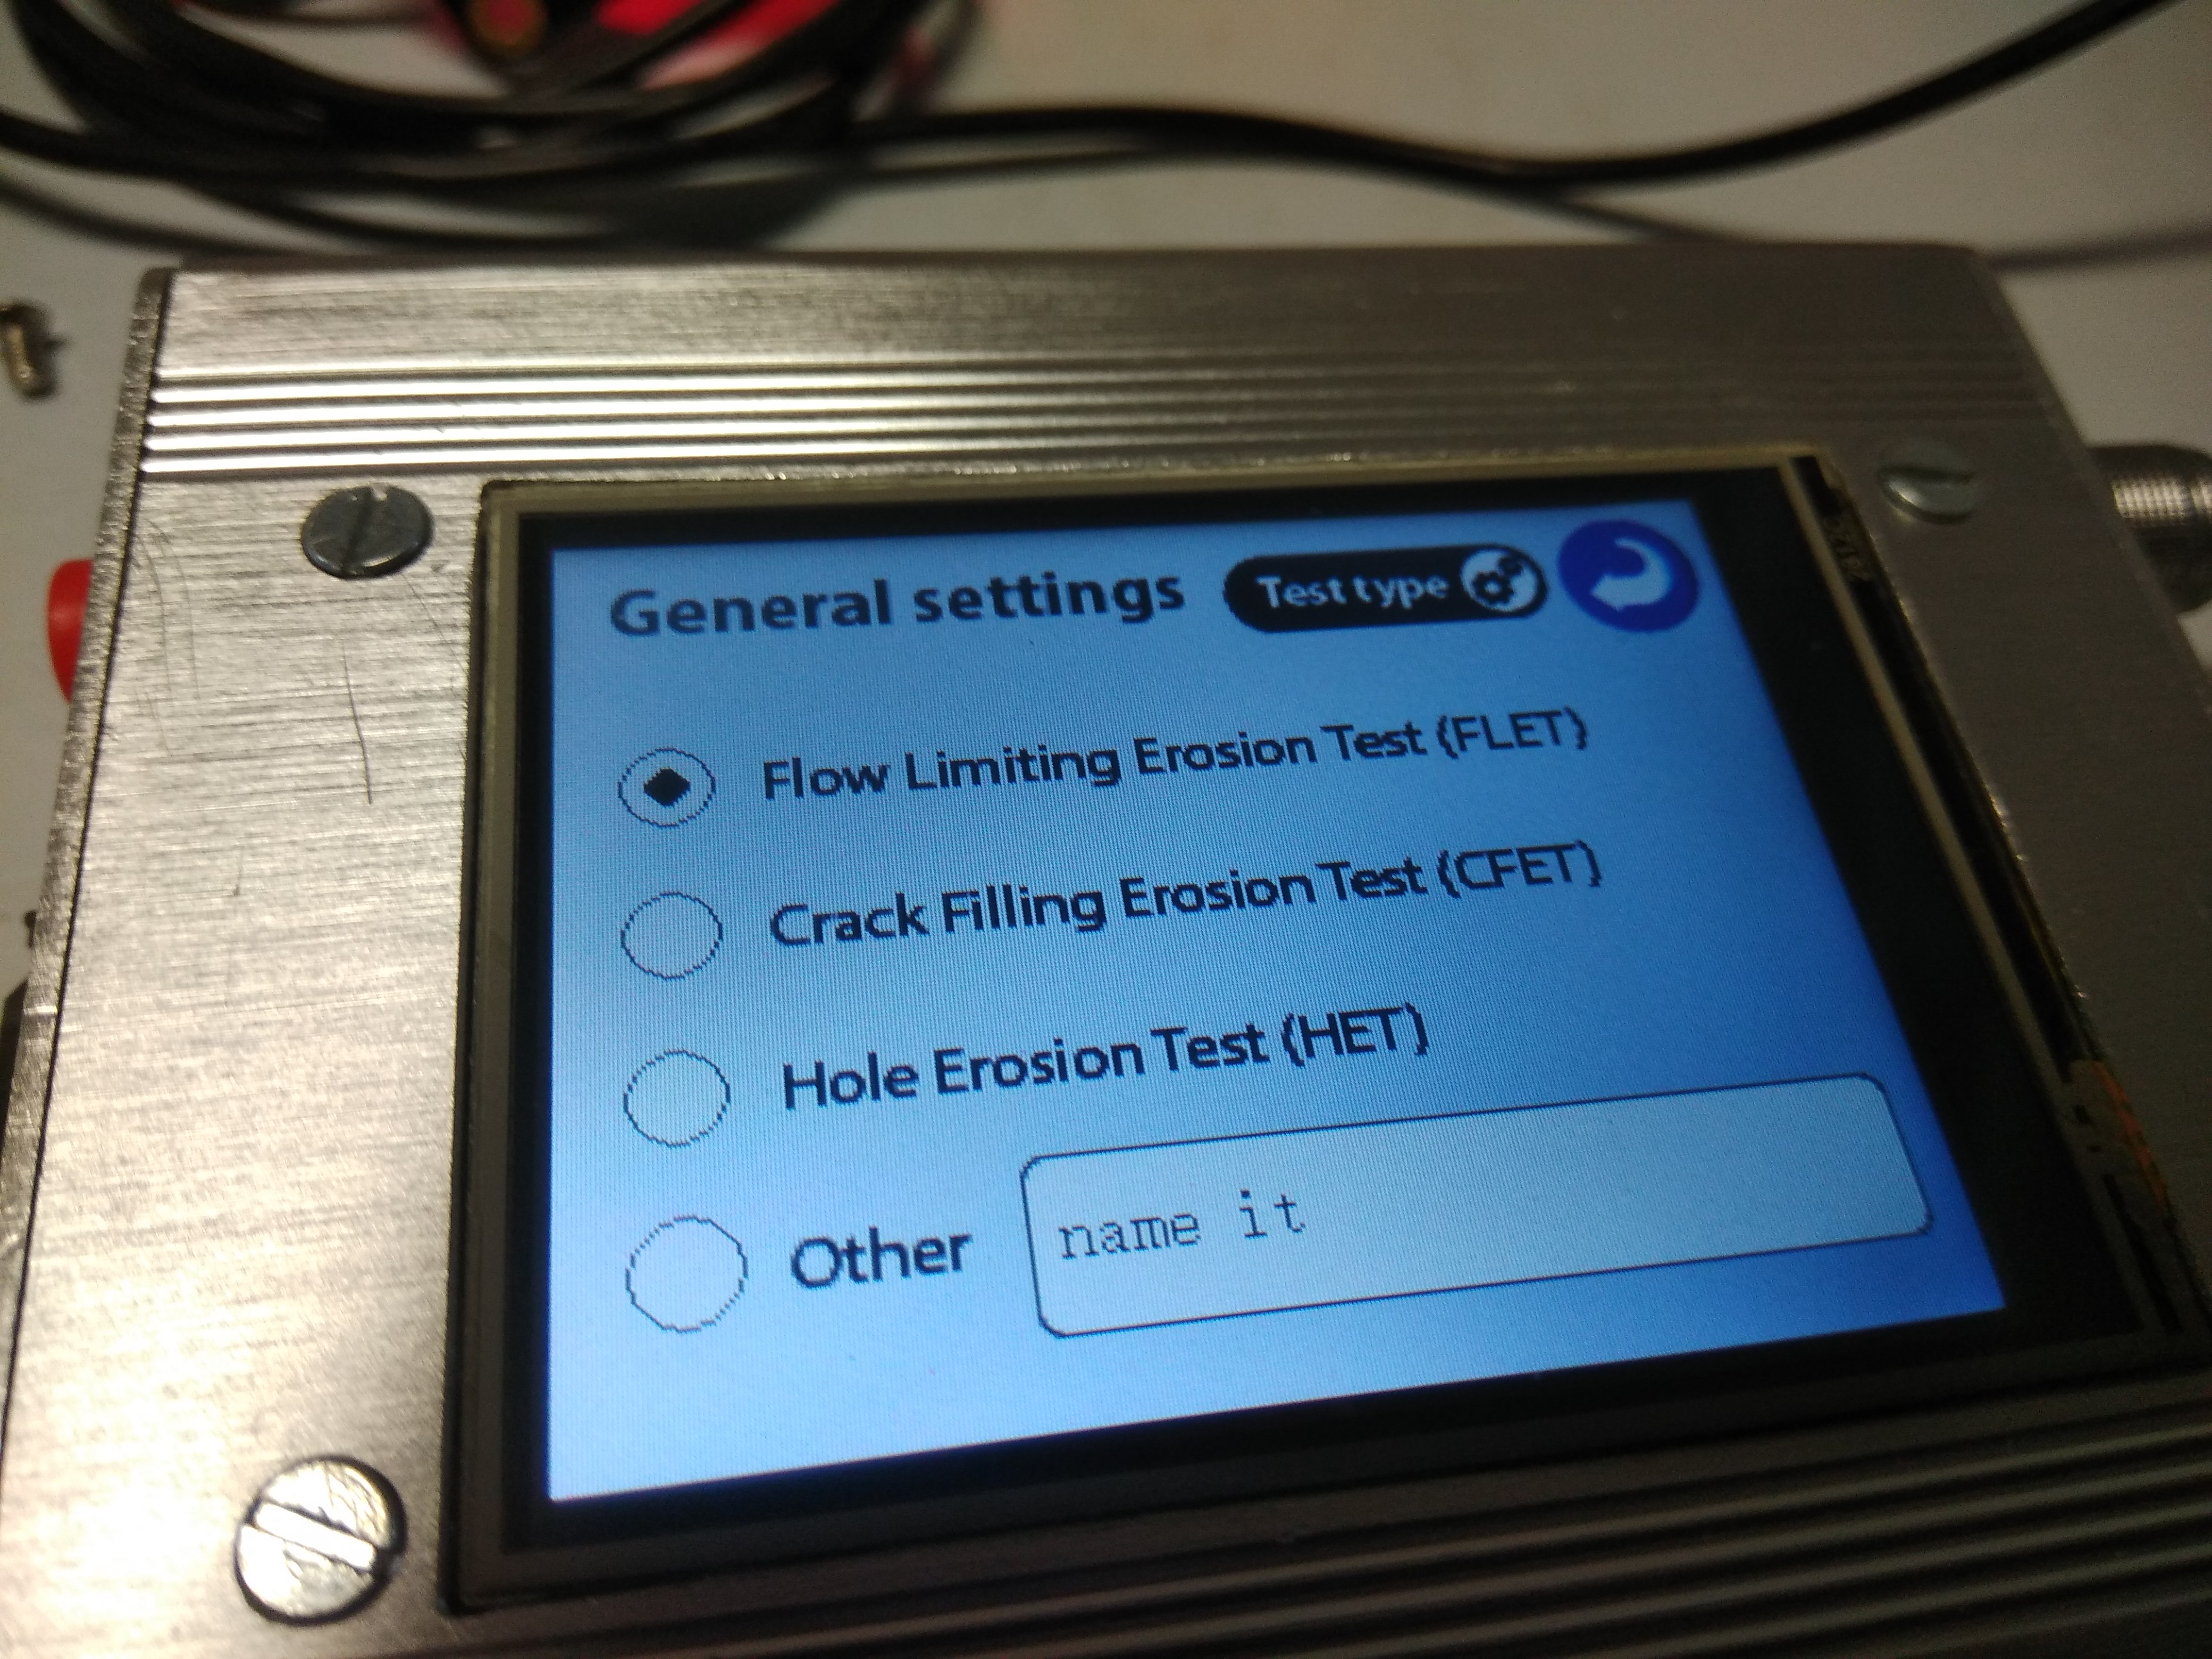 General settings Test type
Flow Limiting Erosion Test (FLET)
Crack Filling Erosion Test (CFET)
Hole Erosion Test (HET)
Other name it